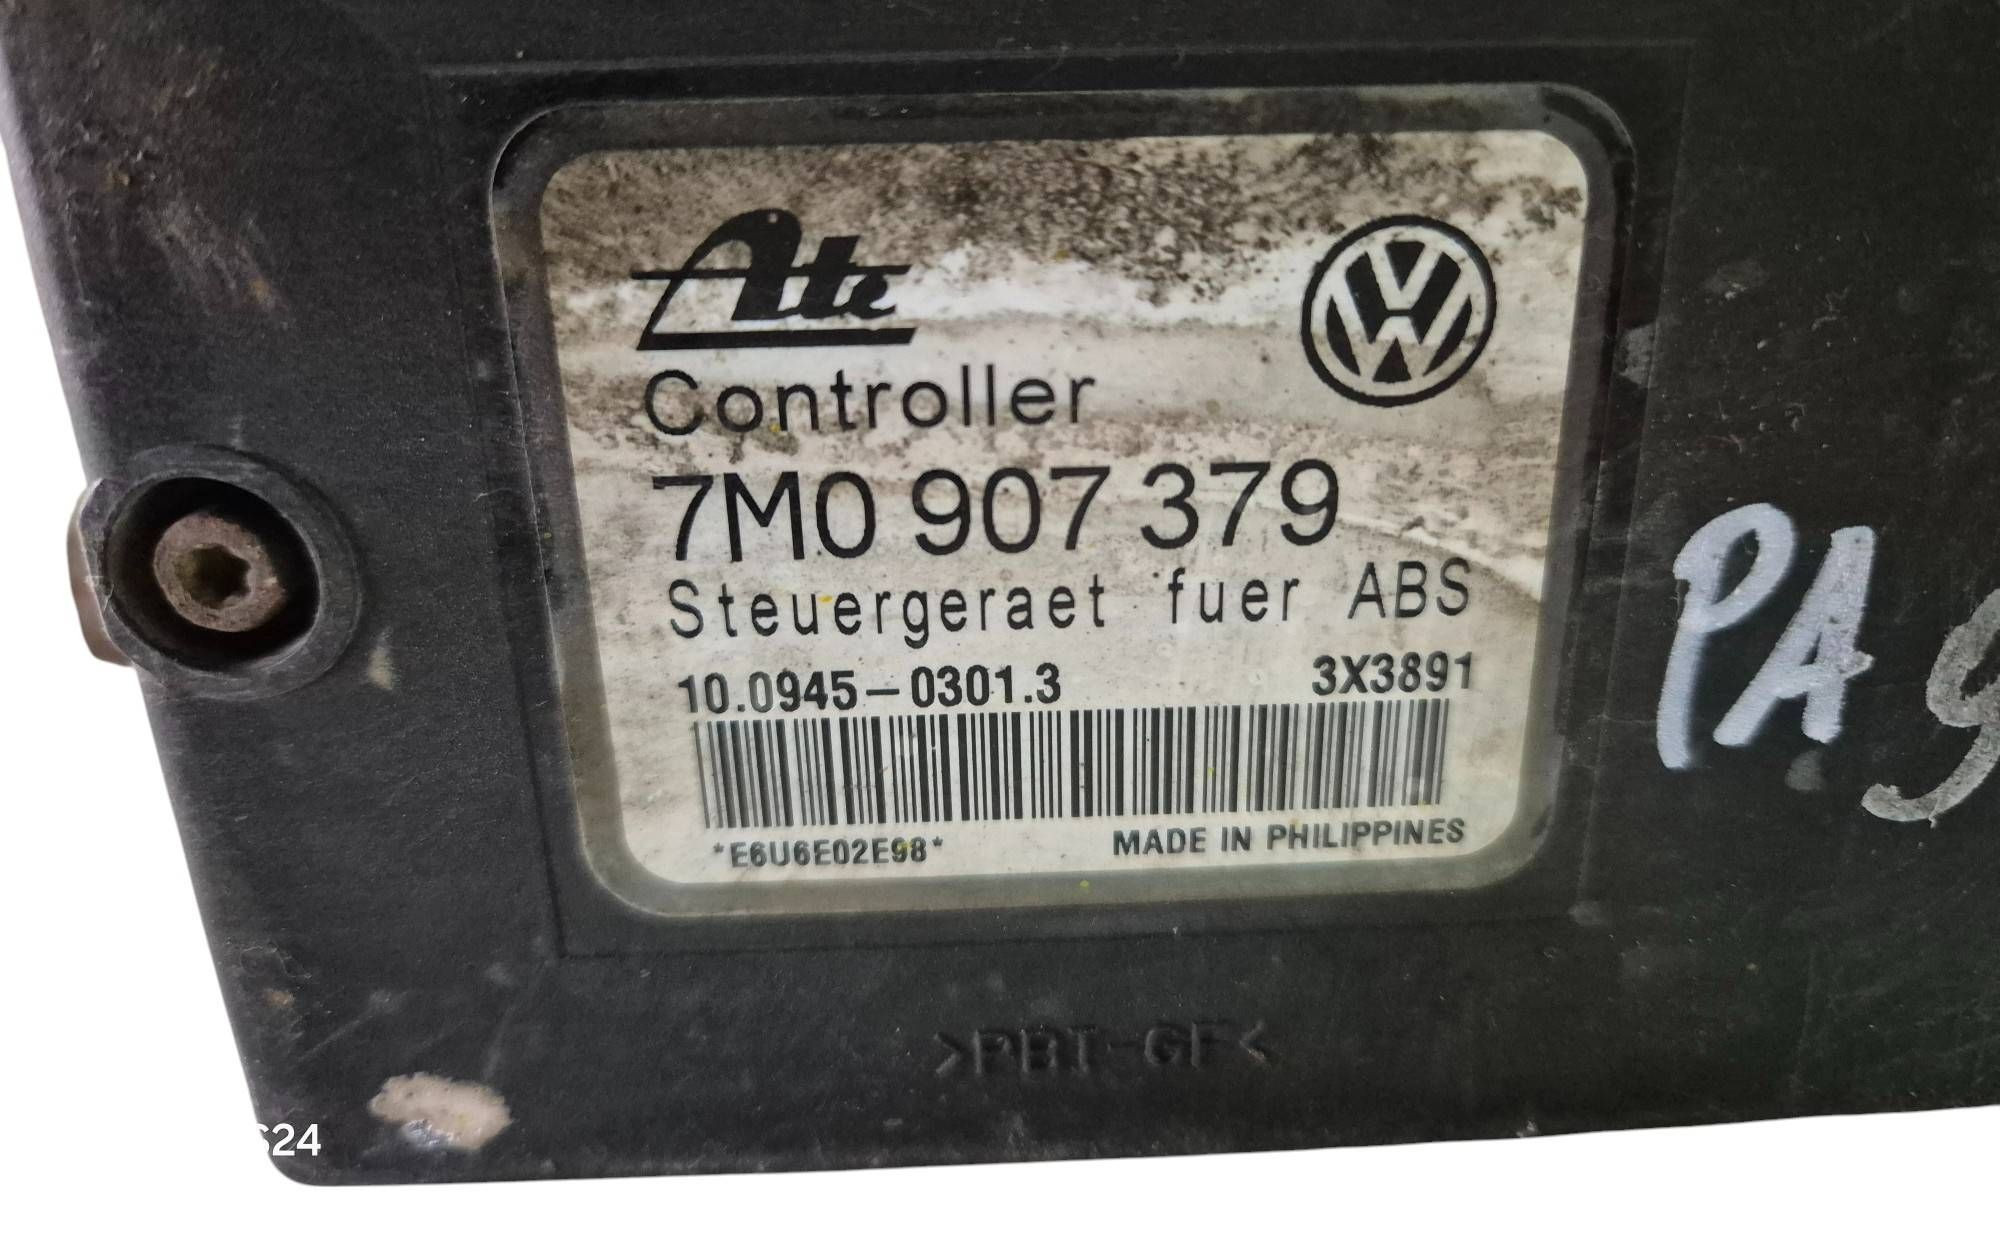 Ate
Controller
7M0 907 379
Steuergeraet fuer ABS
10.0945-0301.3 3X3891
*E6U6E02E98* MADE IN PHILIPPINES
>PBT-GF<
PA
S24